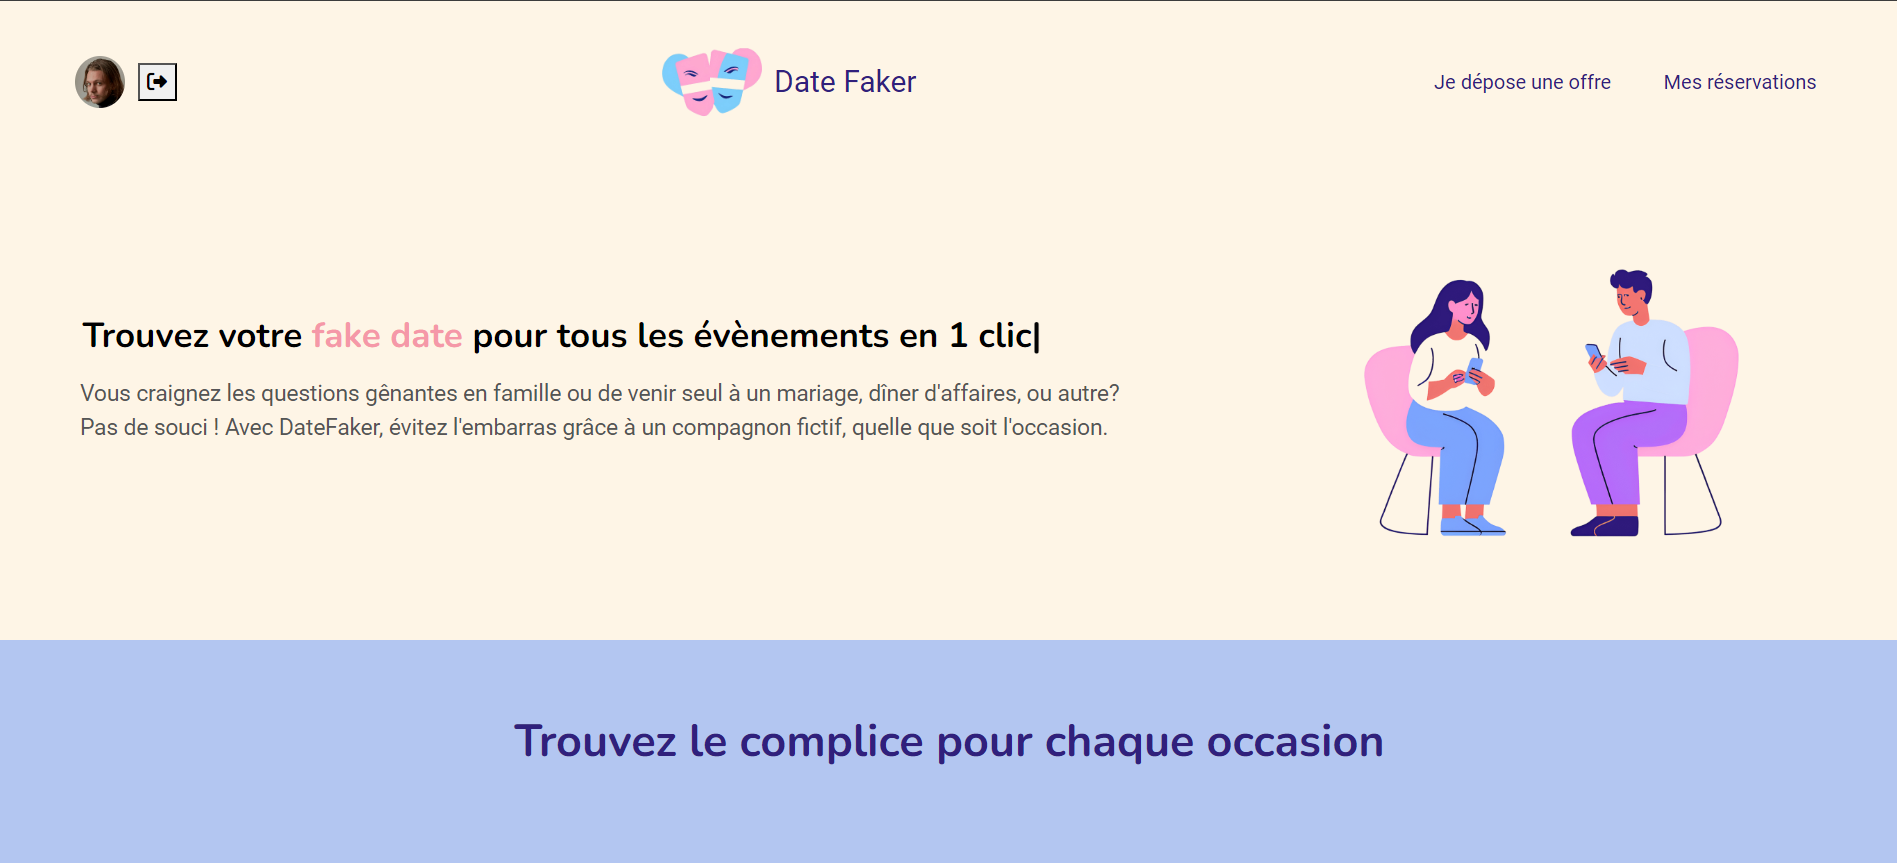 Date Faker
Je dépose une offre
Mes réservations
Trouvez votre fake date pour tous les évènements en 1 clic|
Vous craignez les questions gênantes en famille ou de venir seul à un mariage, dîner d'affaires, ou autre?
Pas de souci ! Avec DateFaker, évitez l'embarras grâce à un compagnon fictif, quelle que soit l'occasion.
Trouvez le complice pour chaque occasion